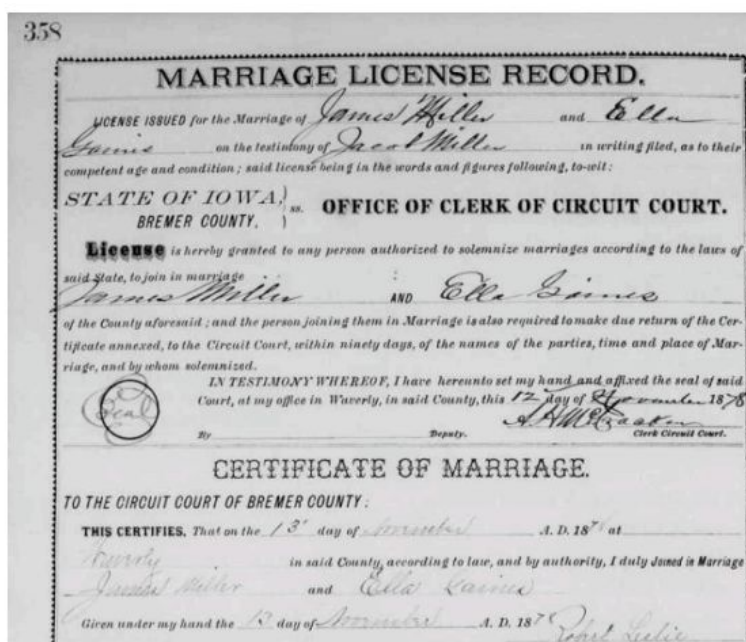 358
MARRIAGE LICENSE RECORD.
LICENSE ISSUED for the Marriage of James Miller and Ella
Gaines on the testimony of Jacob Miller in writing filed, as to their
competent age and condition; said license being in the words and figures following, to-wit:
STATE OF IOWA, } ss. OFFICE OF CLERK OF CIRCUIT COURT.
BREMER COUNTY, }
License is hereby granted to any person authorized to solemnize marriages according to the laws of
said State, to join in marriage
James Miller AND Ella Gaines
of the County aforesaid; and the person joining them in Marriage is also required to make due return of the Cer-
tificate annexed, to the Circuit Court, within ninety days, of the names of the parties, time and place of Mar-
riage, and by whom solemnized.
IN TESTIMONY WHEREOF, I have hereunto set my hand and affixed the seal of said
Court, at my office in Waverly, in said County, this 12 day of November 1878
Seal
A. H. McCracken
By Deputy. Clerk Circuit Court.
CERTIFICATE OF MARRIAGE.
TO THE CIRCUIT COURT OF BREMER COUNTY:
THIS CERTIFIES, That on the 13 day of November A. D. 1878 at
Waverly in said County, according to law, and by authority, I duly Joined in Marriage
James Miller and Ella Gaines
Given under my hand the 13 day of November A. D. 1878
Robert Leslie